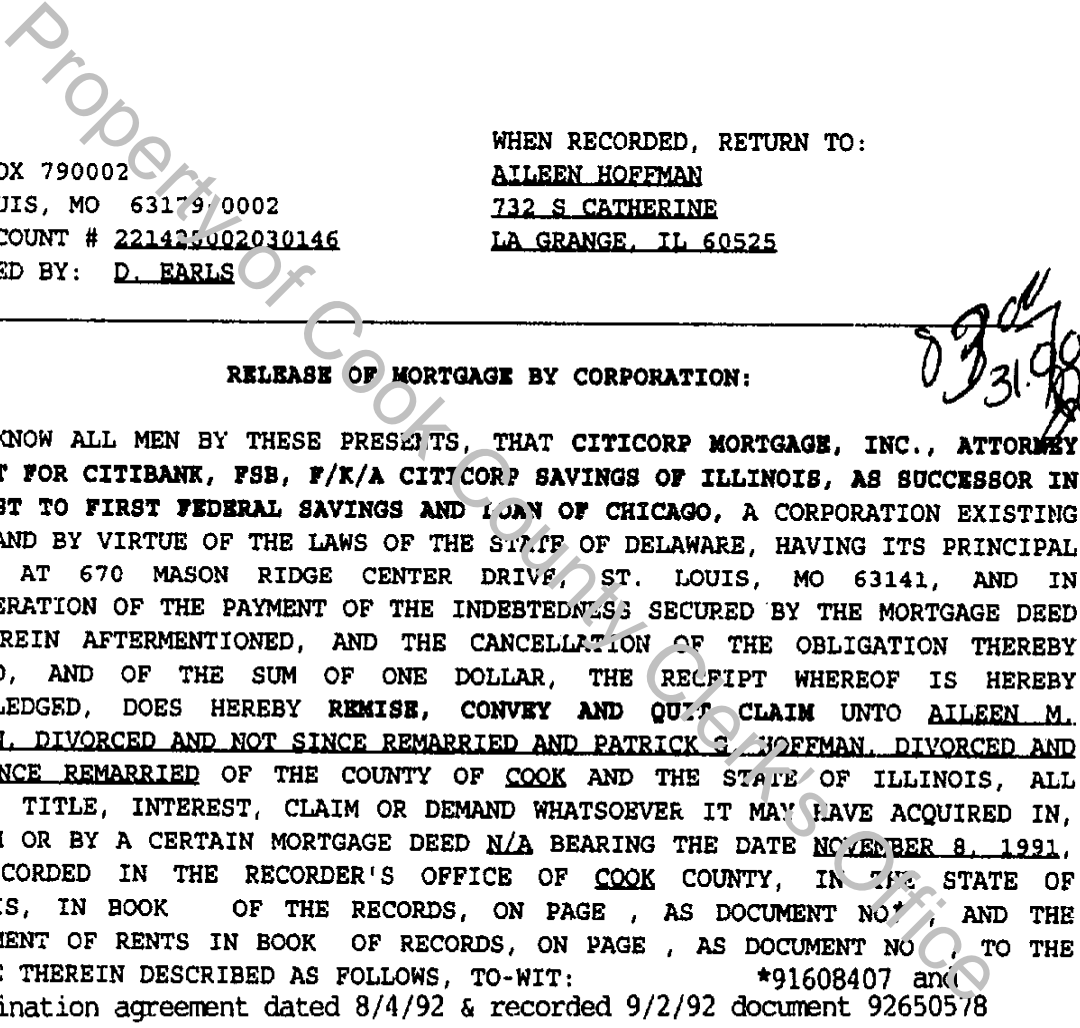 WHEN RECORDED, RETURN TO:
OX 790002 AILEEN HOFFMAN
UIS, MO 63179-0002 732 S CATHERINE
COUNT # LA GRANGE, IL 60525
ED BY: D. EARLS
83
31.
RELEASE OF MORTGAGE BY CORPORATION:
KNOW ALL MEN BY THESE PRESENTS, THAT CITICORP MORTGAGE, INC., ATTORNEY
T FOR CITIBANK, FSB, F/K/A CITICORP SAVINGS OF ILLINOIS, AS SUCCESSOR IN
ST TO FIRST FEDERAL SAVINGS AND LOAN OF CHICAGO, A CORPORATION EXISTING
AND BY VIRTUE OF THE LAWS OF THE STATE OF DELAWARE, HAVING ITS PRINCIPAL
AT 670 MASON RIDGE CENTER DRIVE, ST. LOUIS, MO 63141, AND IN
ERATION OF THE PAYMENT OF THE INDEBTEDNESS SECURED BY THE MORTGAGE DEED
REIN AFTERMENTIONED, AND THE CANCELLATION OF THE OBLIGATION THEREBY
D, AND OF THE SUM OF ONE DOLLAR, THE RECEIPT WHEREOF IS HEREBY
LEDGED, DOES HEREBY REMISE, CONVEY AND QUIT CLAIM UNTO AILEEN M.
N, DIVORCED AND NOT SINCE REMARRIED AND PATRICK HOFFMAN, DIVORCED AND
NCE REMARRIED OF THE COUNTY OF COOK AND THE STATE OF ILLINOIS, ALL
TITLE, INTEREST, CLAIM OR DEMAND WHATSOEVER IT MAY HAVE ACQUIRED IN,
H OR BY A CERTAIN MORTGAGE DEED N/A BEARING THE DATE NOVEMBER 8, 1991,
CORDED IN THE RECORDER'S OFFICE OF COOK COUNTY, IN THE STATE OF
IS, IN BOOK OF THE RECORDS, ON PAGE , AS DOCUMENT NO* , AND THE
MENT OF RENTS IN BOOK OF RECORDS, ON PAGE , AS DOCUMENT NO , TO THE
THEREIN DESCRIBED AS FOLLOWS, TO-WIT: *91608407 and
ination agreement dated 8/4/92 & recorded 9/2/92 document 92650578
Property of Cook County Clerk's Office